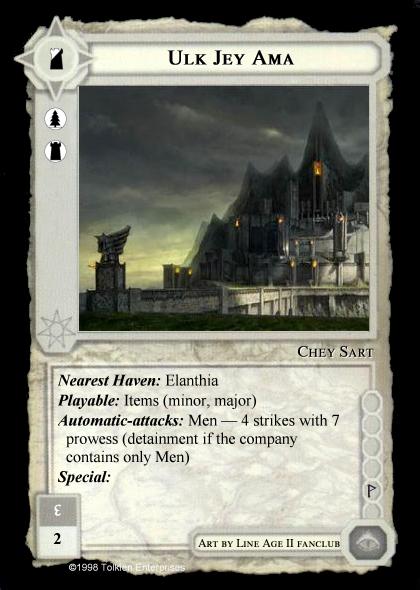 Ulk Jey Ama
Chey Sart
Nearest Haven: Elanthia
Playable: Items (minor, major)
Automatic-attacks: Men — 4 strikes with 7
prowess (detainment if the company
contains only Men)
Special:
ε
2
Art by Line Age II fanclub
©1998 Tolkien Enterprises